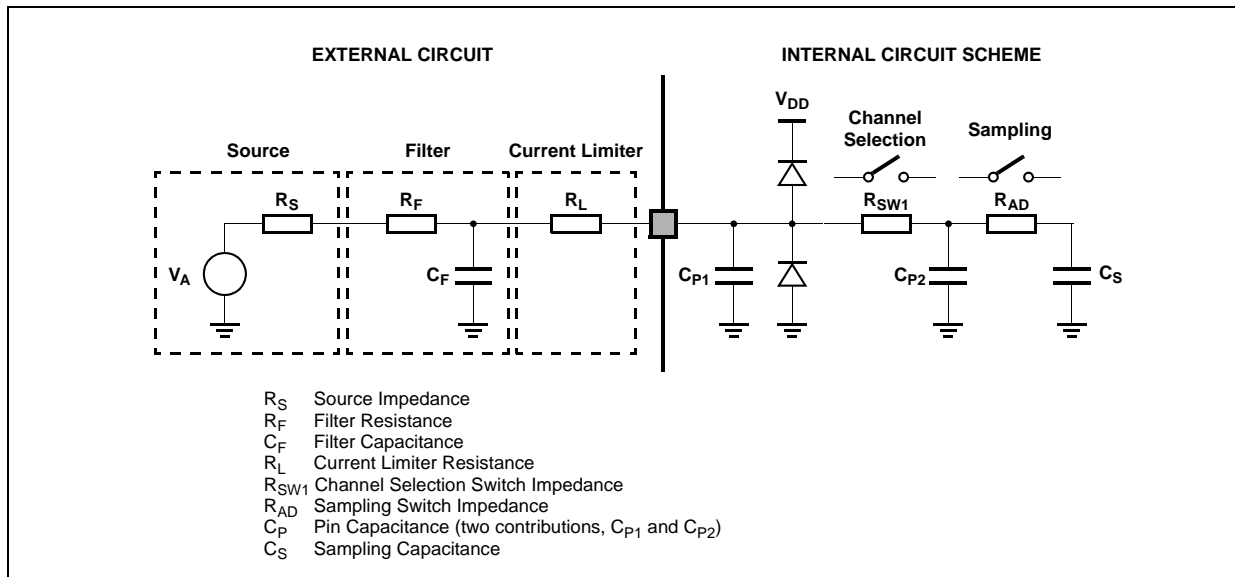 EXTERNAL CIRCUIT
INTERNAL CIRCUIT SCHEME
VDD
Channel
Selection
Sampling
Source
Filter
Current Limiter
RS
RF
RL
RSW1
RAD
VA
CF
CP1
CP2
CS
RS Source Impedance
RF Filter Resistance
CF Filter Capacitance
RL Current Limiter Resistance
RSW1 Channel Selection Switch Impedance
RAD Sampling Switch Impedance
CP Pin Capacitance (two contributions, CP1 and CP2)
CS Sampling Capacitance